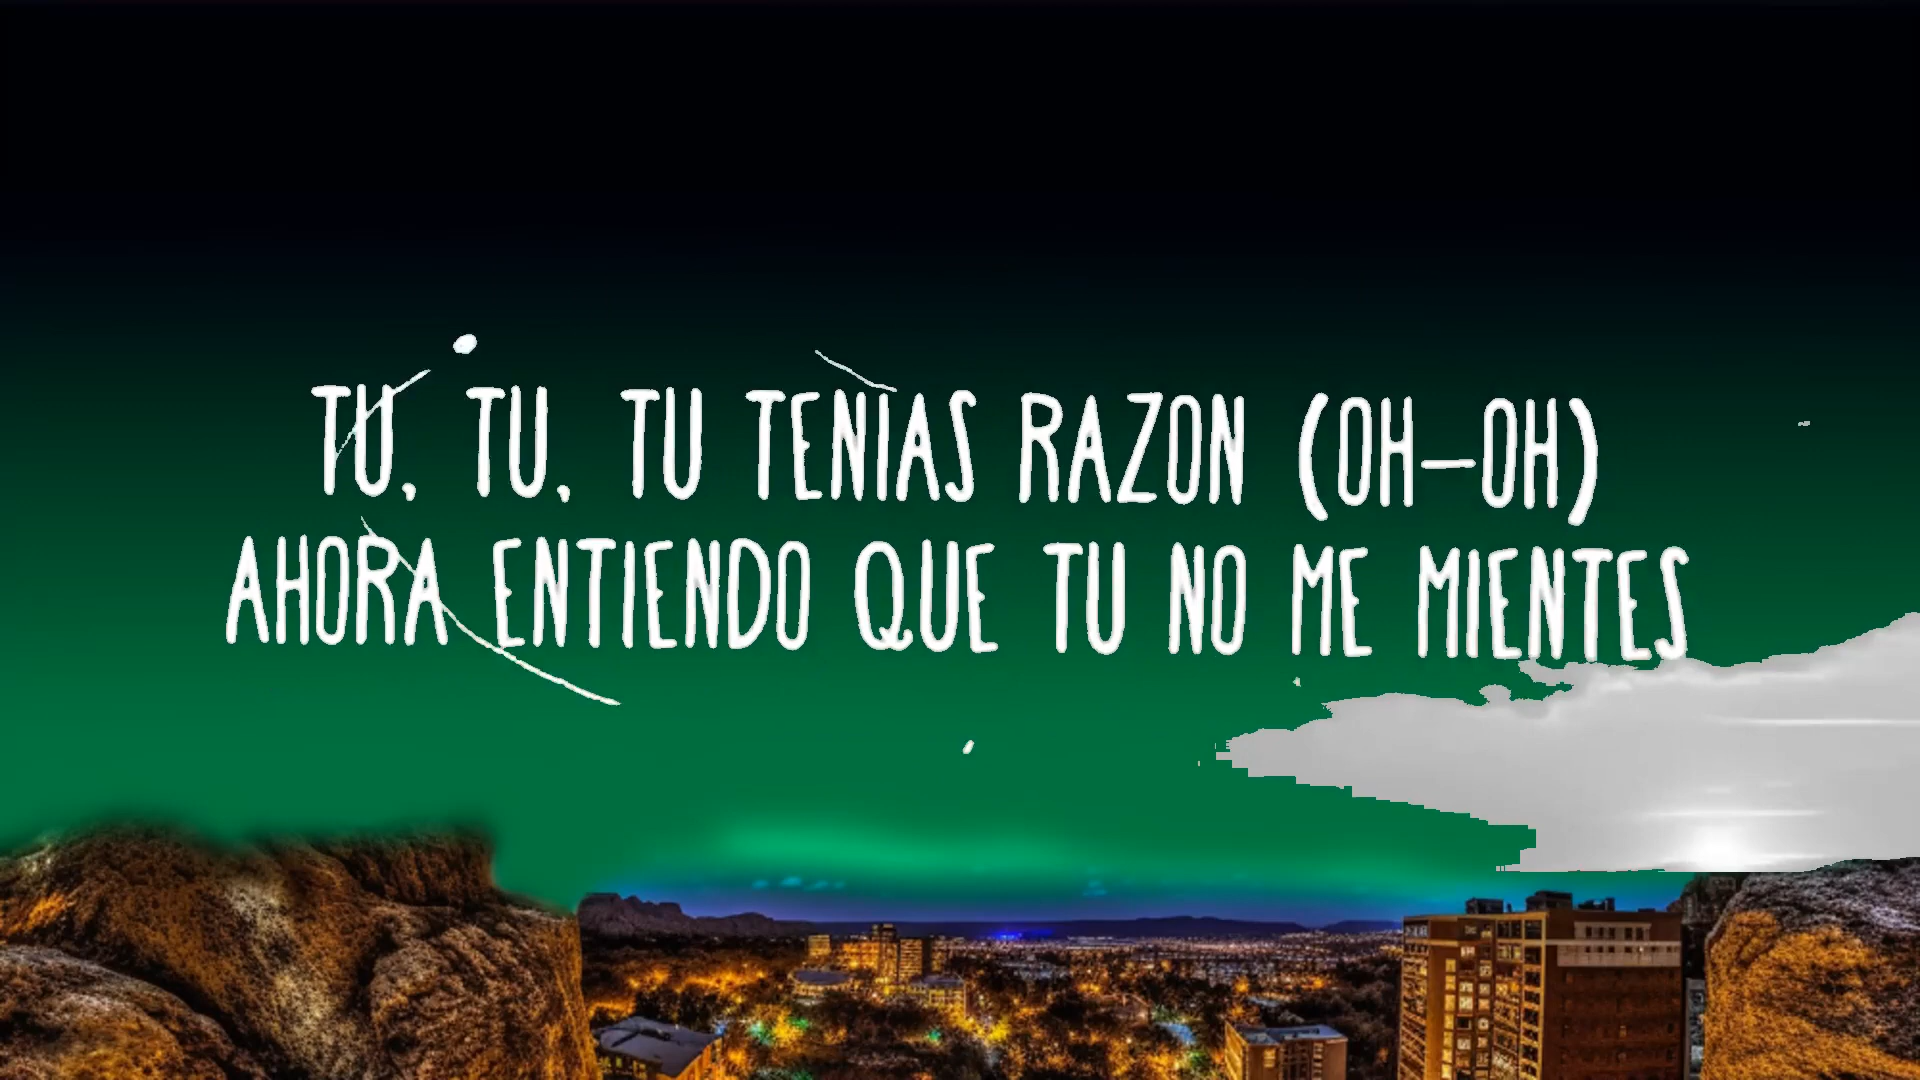 TU, TU, TU TENIAS RAZON (OH-OH)
AHORA ENTIENDO QUE TU NO ME MIENTES